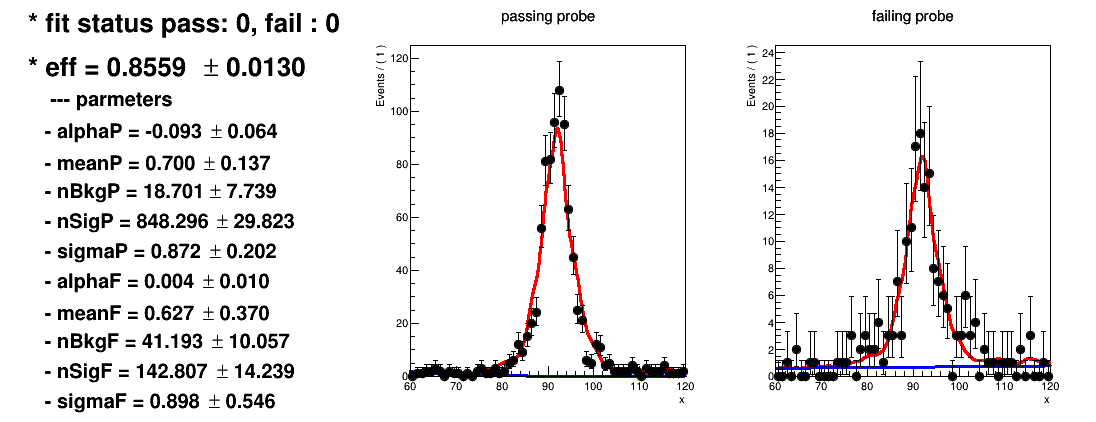 * fit status pass: 0, fail : 0
* eff = 0.8559 ± 0.0130
--- parmeters
- alphaP = -0.093 ± 0.064
- meanP = 0.700 ± 0.137
- nBkgP = 18.701 ± 7.739
- nSigP = 848.296 ± 29.823
- sigmaP = 0.872 ± 0.202
- alphaF = 0.004 ± 0.010
- meanF = 0.627 ± 0.370
- nBkgF = 41.193 ± 10.057
- nSigF = 142.807 ± 14.239
- sigmaF = 0.898 ± 0.546
passing probe
Events / ( 1 )
120
100
80
60
40
20
0
60 70 80 90 100 110 120
x
failing probe
Events / ( 1 )
24
22
20
18
16
14
12
10
8
6
4
2
0
60 70 80 90 100 110 120
x